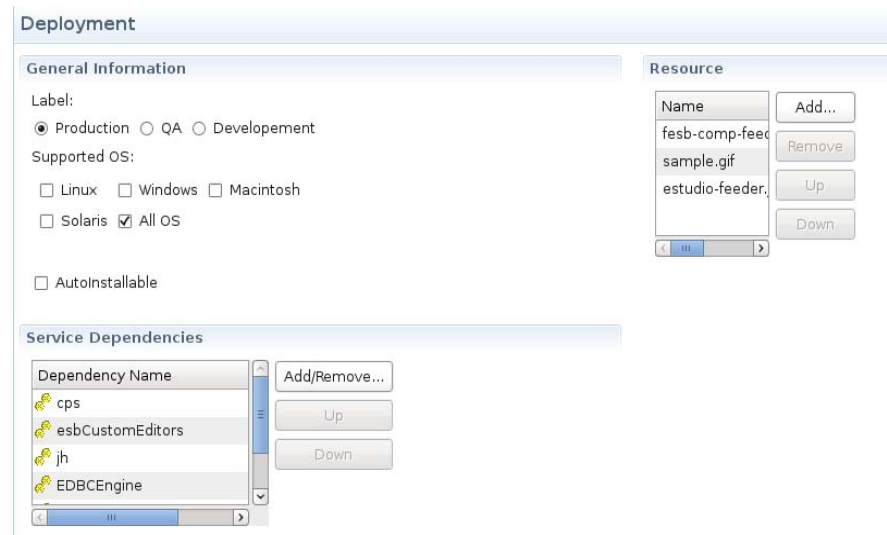 Deployment
General Information
Label:
Production QA Developement
Supported OS:
Linux Windows Macintosh
Solaris All OS
AutoInstallable
Resource
Name
fesb-comp-feed
sample.gif
estudio-feeder.
Add...
Remove
Up
Down
Service Dependencies
Dependency Name
cps
esbCustomEditors
jh
EDBCEngine
Add/Remove...
Up
Down